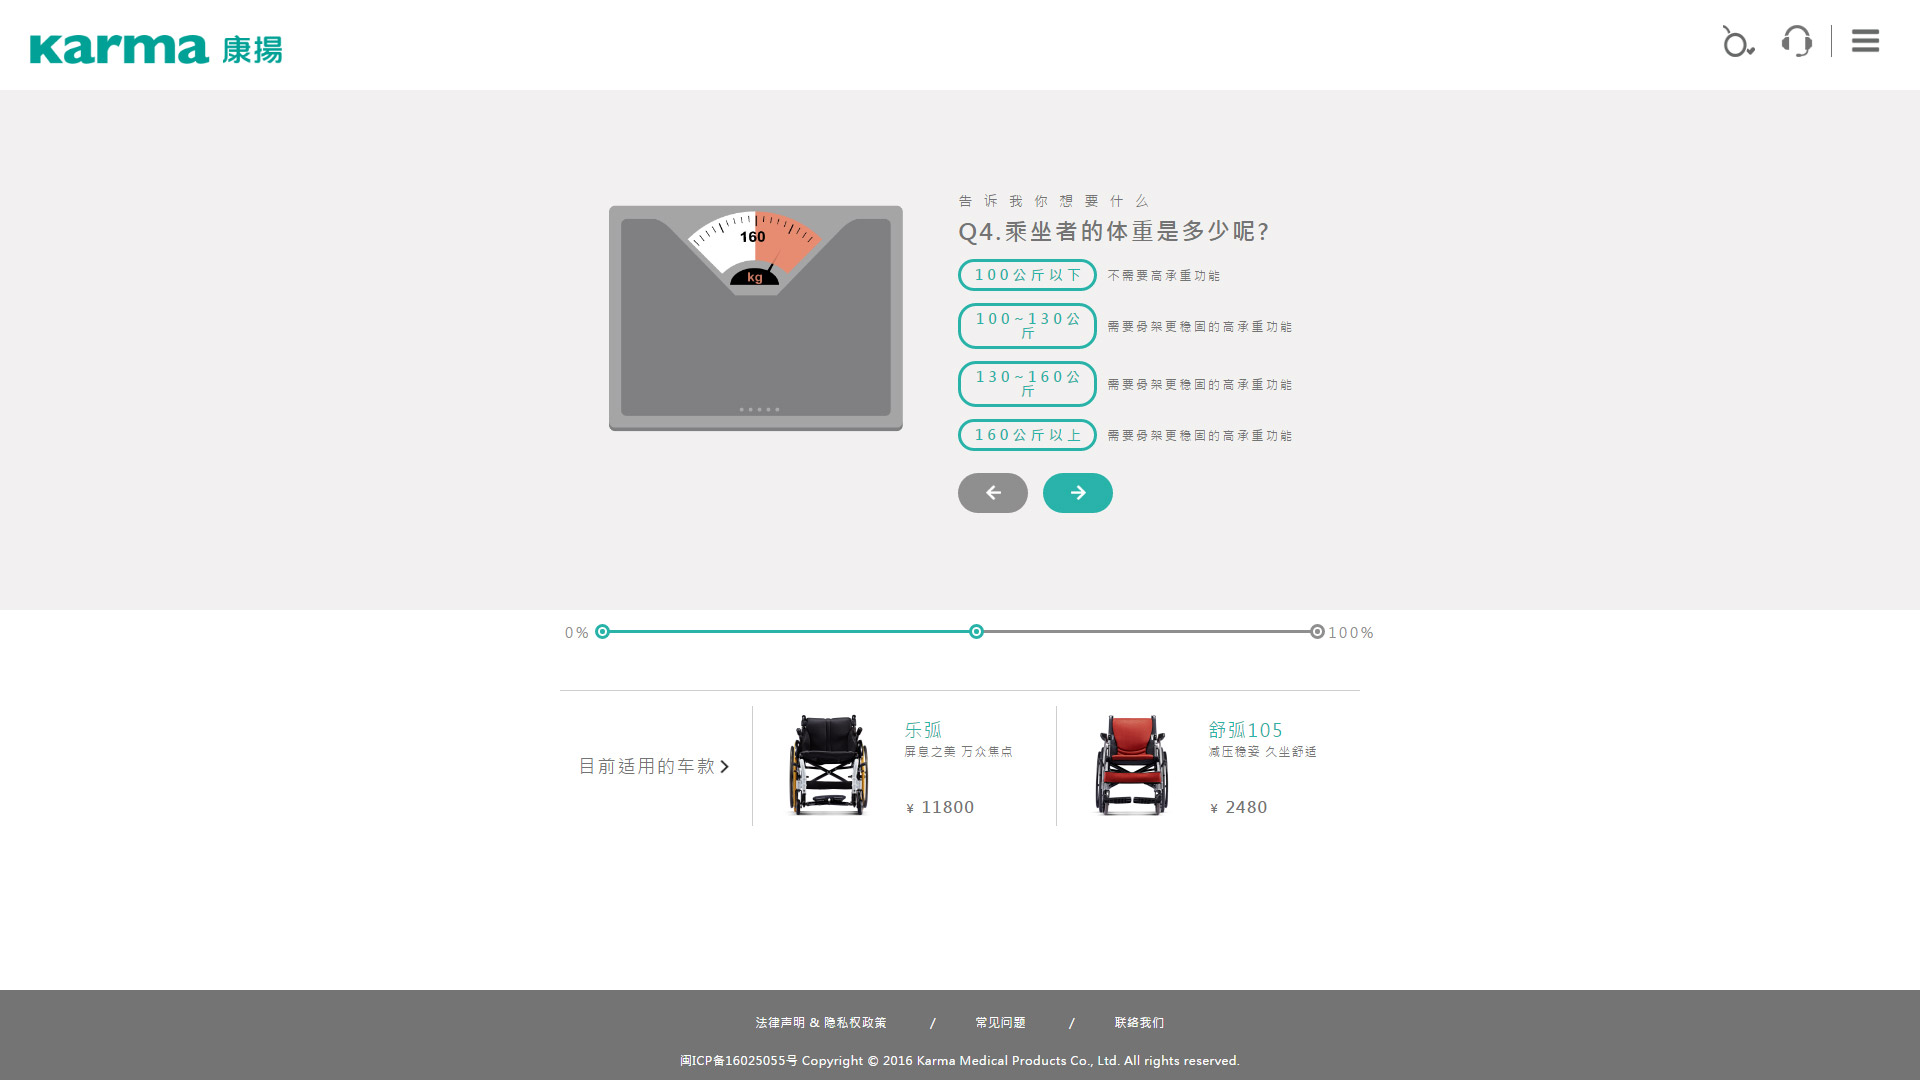 karma 康揚
告诉我你想要什么
Q4.乘坐者的体重是多少呢?
160
kg
100公斤以下 不需要高承重功能
100~130公
斤
需要骨架更稳固的高承重功能
130~160公
斤
需要骨架更稳固的高承重功能
160公斤以上 需要骨架更稳固的高承重功能
0% 100%
目前适用的车款
乐弧
屏息之美 万众焦点
¥ 11800
舒弧105
减压稳姿 久坐舒适
¥ 2480
法律声明 & 隐私权政策 / 常见问题 / 联络我们
闽ICP备16025055号 Copyright © 2016 Karma Medical Products Co., Ltd. All rights reserved.